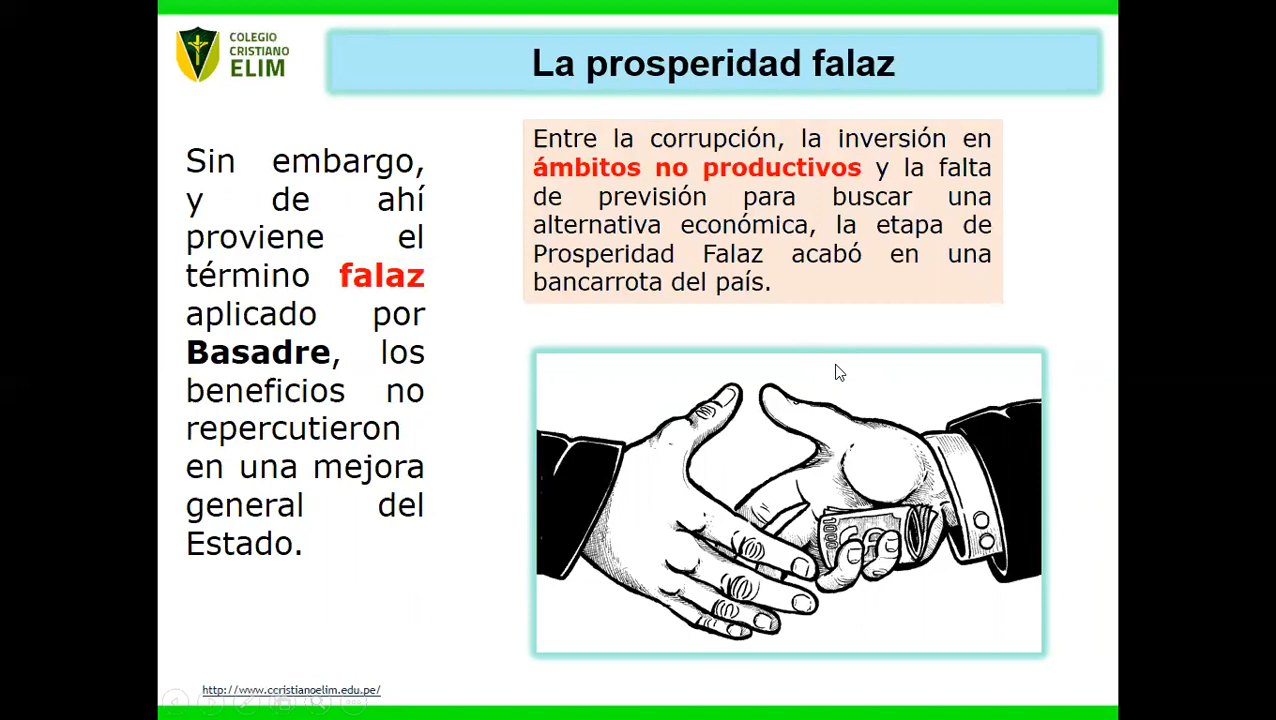 COLEGIO
CRISTIANO
ELIM
La prosperidad falaz
Sin embargo,
y de ahí
proviene el
término falaz
aplicado por
Basadre, los
beneficios no
repercutieron
en una mejora
general del
Estado.
Entre la corrupción, la inversión en
ámbitos no productivos y la falta
de previsión para buscar una
alternativa económica, la etapa de
Prosperidad Falaz acabó en una
bancarrota del país.
1000
http://www.ccristianoelim.edu.pe/